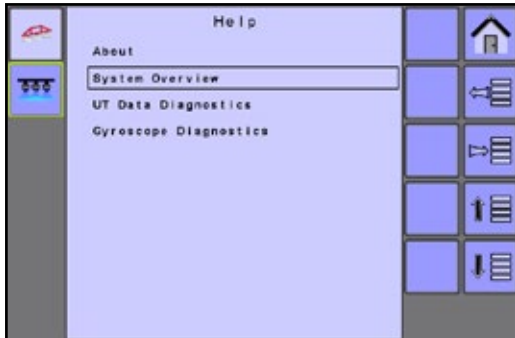 Help
About
System Overview
UT Data Diagnostics
Gyroscope Diagnostics